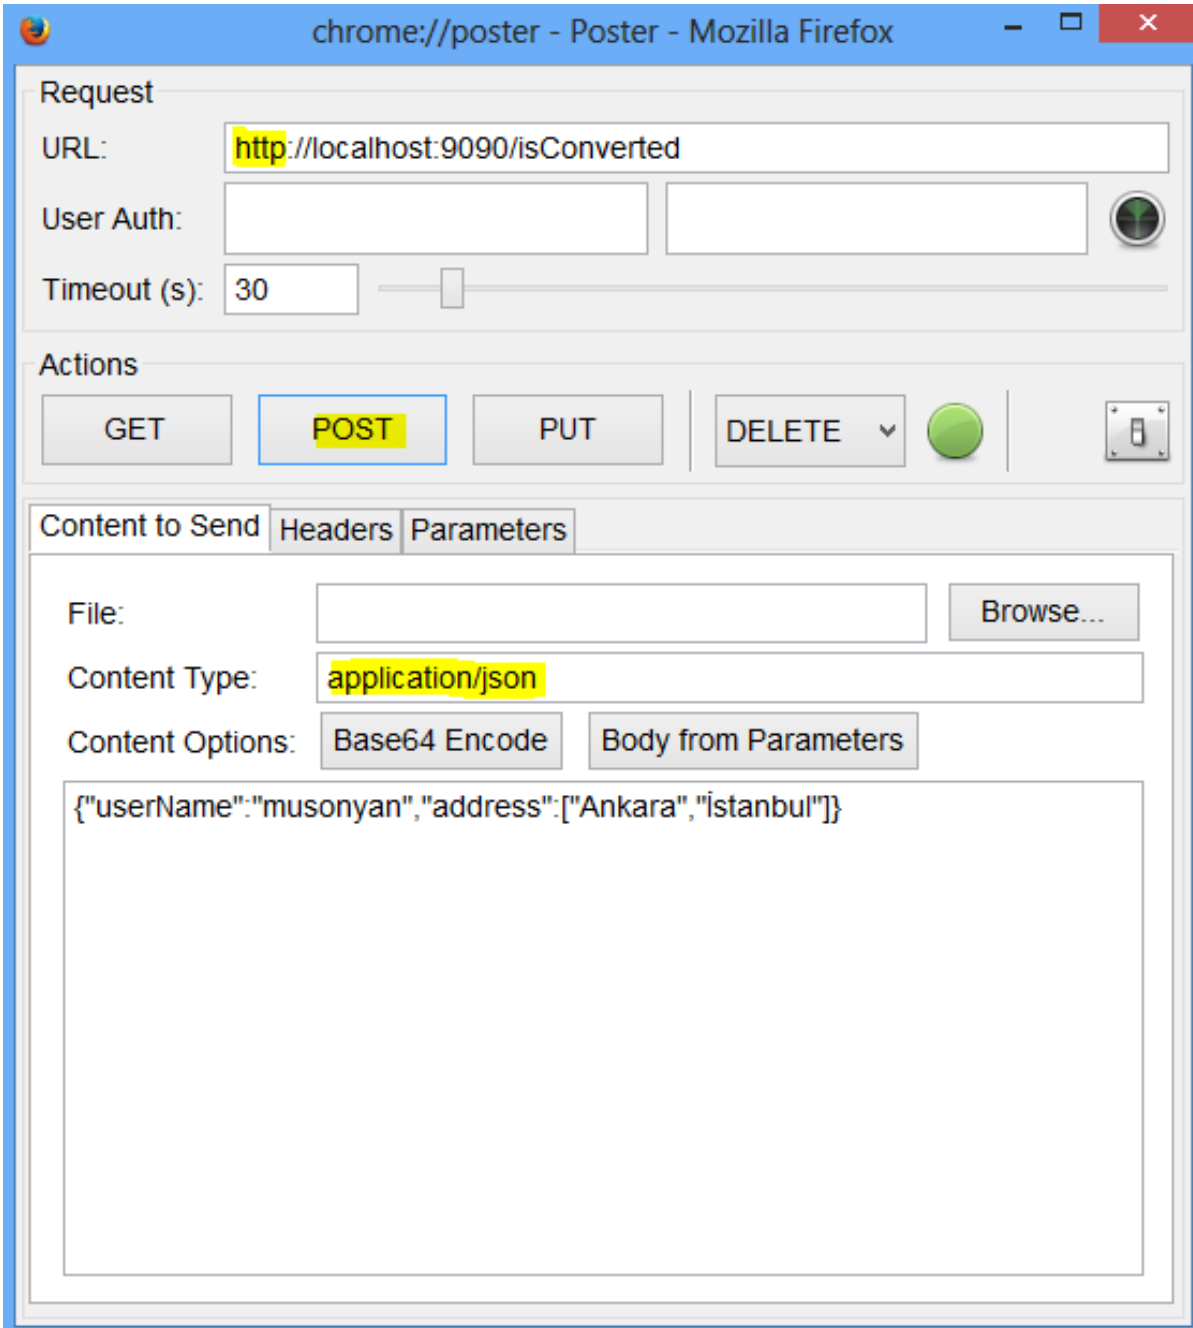 chrome://poster - Poster - Mozilla Firefox
Request
URL: http://localhost:9090/isConverted
User Auth:
Timeout (s): 30
Actions
GET POST PUT DELETE
Content to Send Headers Parameters
File: Browse...
Content Type: application/json
Content Options: Base64 Encode Body from Parameters
{"userName":"musonyan","address":["Ankara","İstanbul"]}